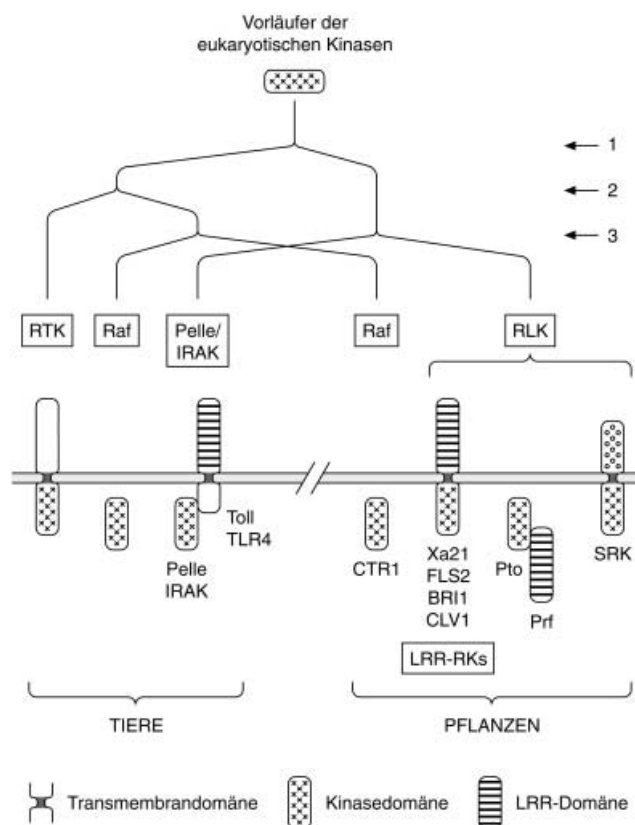 Vorläufer der
eukaryotischen Kinasen
1
2
3
RTK
Raf
Pelle/
IRAK
Raf
RLK
Toll
TLR4
Pelle
IRAK
CTR1
Xa21
FLS2
BRI1
CLV1
Pto
Prf
SRK
LRR-RKs
TIERE
PFLANZEN
Transmembrandomäne
Kinasedomäne
LRR-Domäne